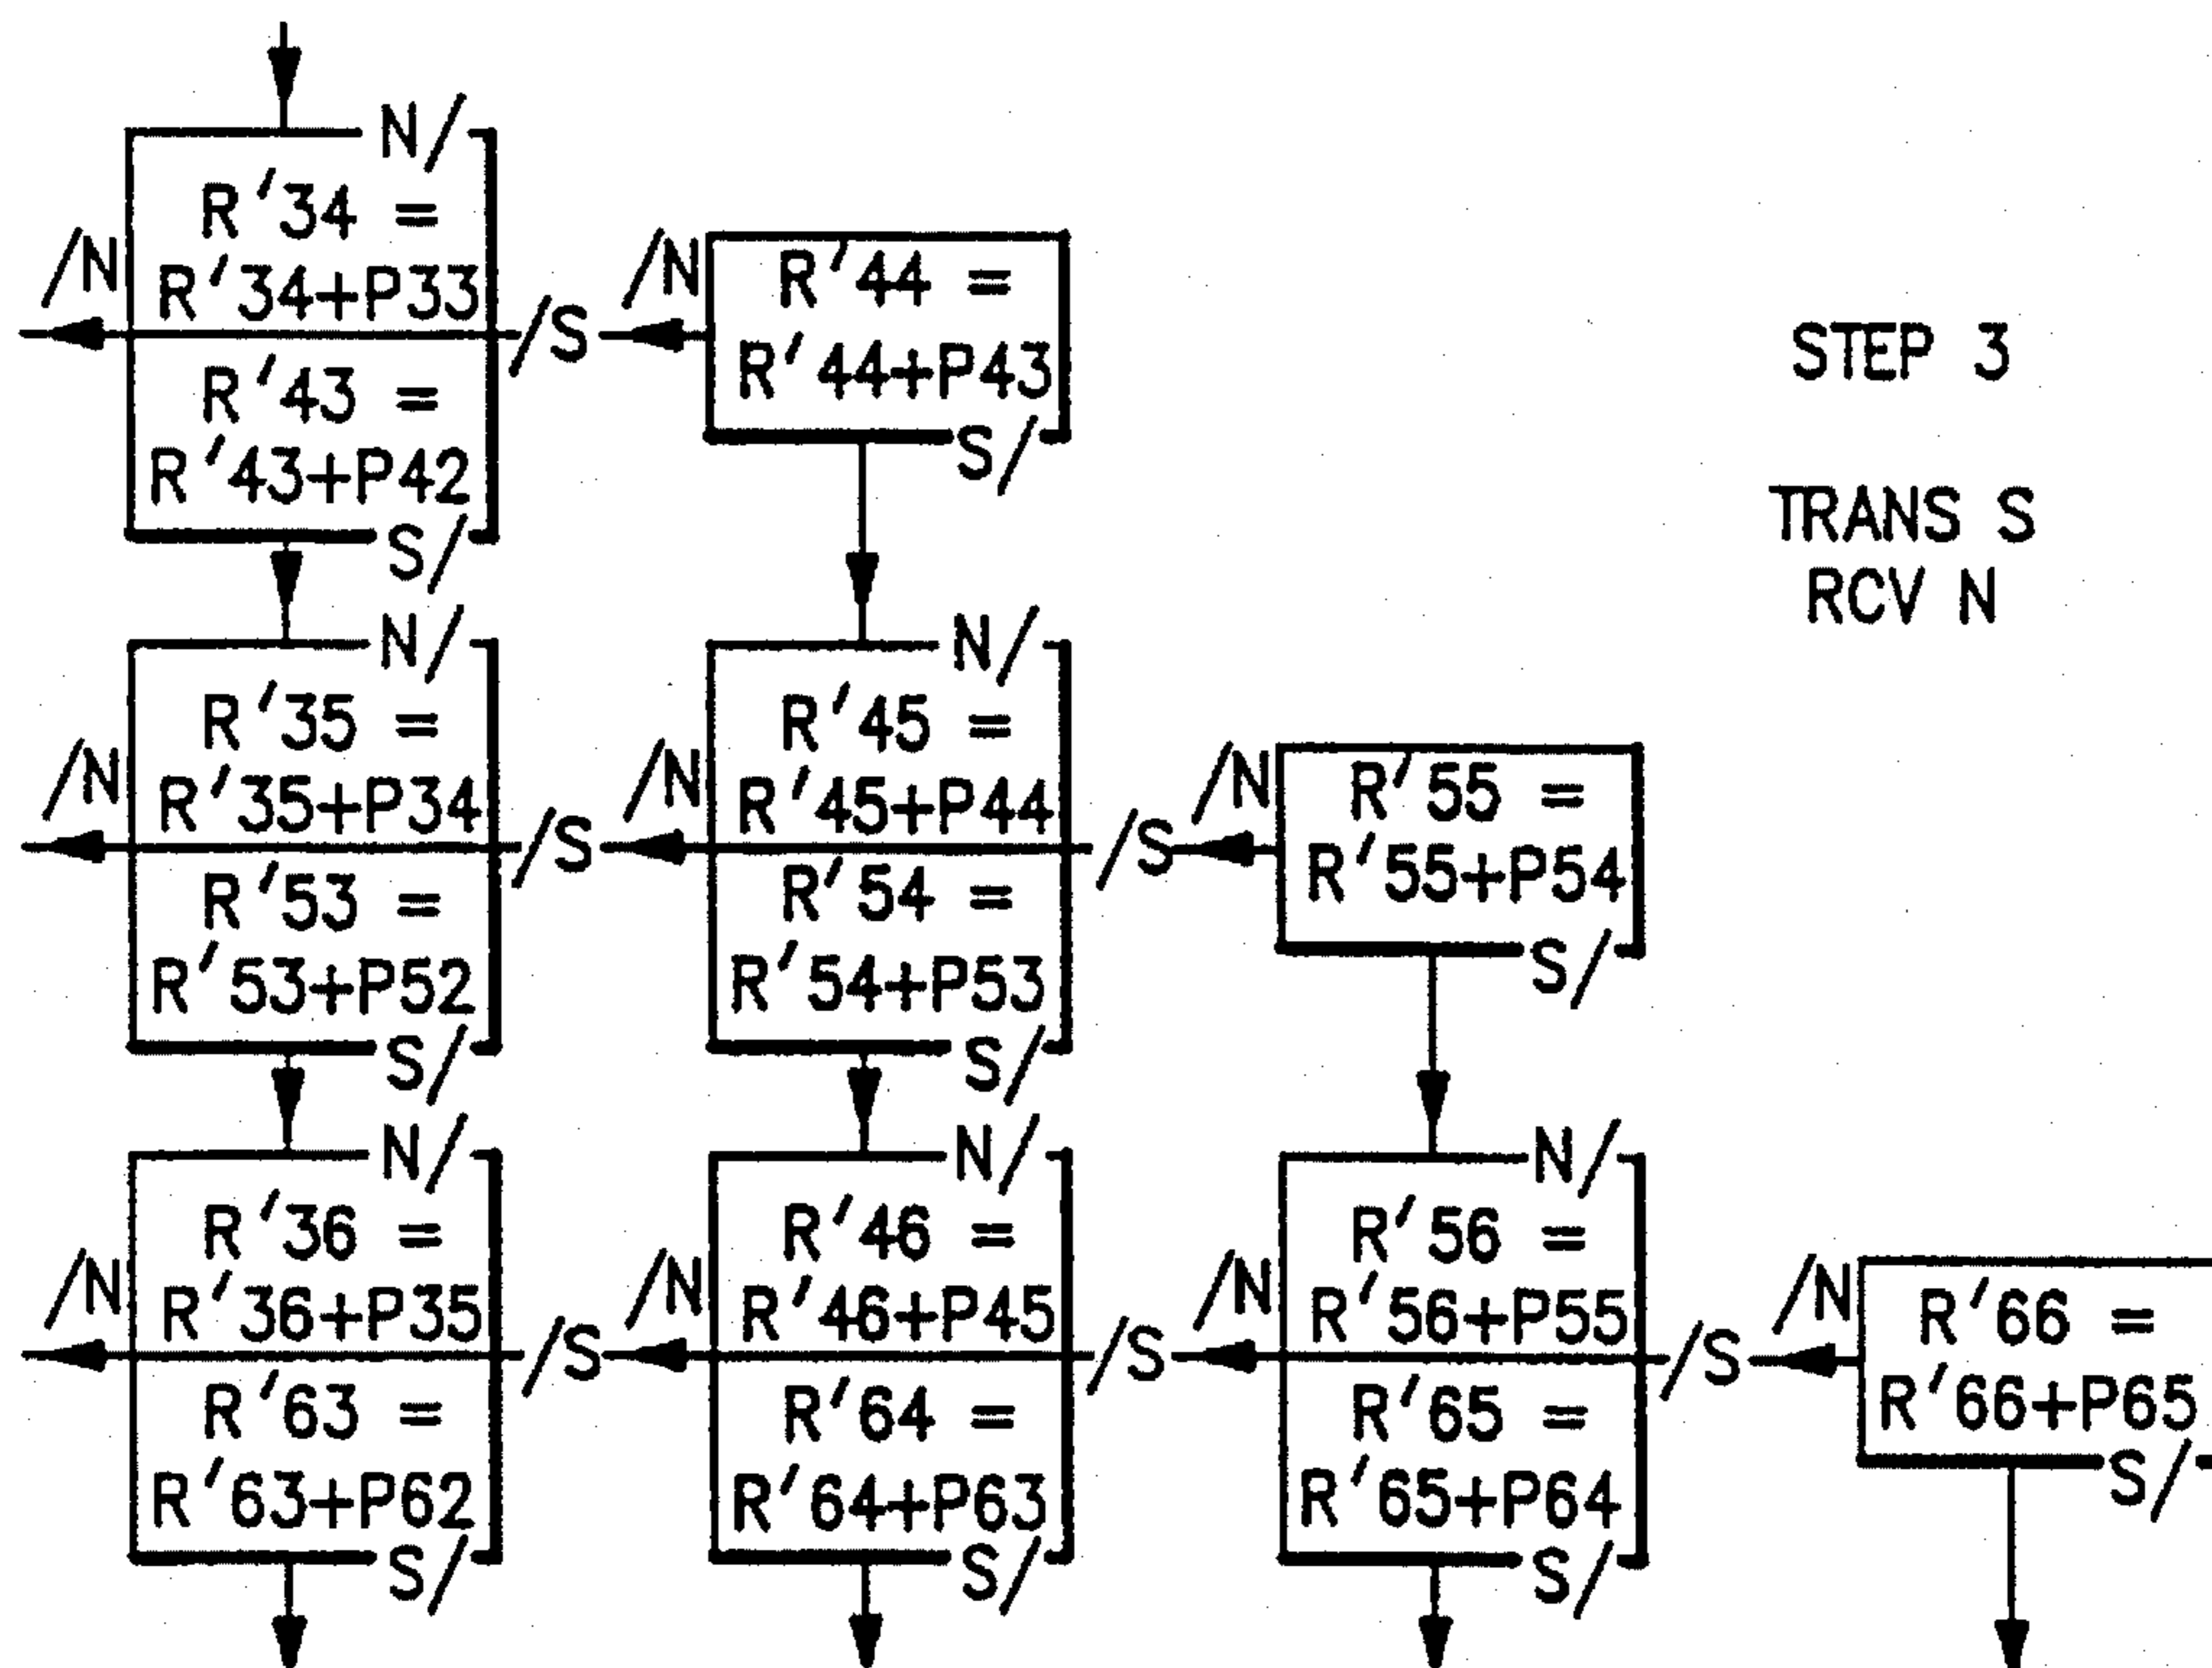 N/
R'34 =
/N
R'34+P33
/S
R'43 =
R'43+P42
S/
/N
R'44 =
R'44+P43
S/
STEP 3
TRANS S
RCV N
N/
R'35 =
/N
R'35+P34
/S
R'53 =
R'53+P52
S/
N/
R'45 =
/N
R'45+P44
/S
R'54 =
R'54+P53
S/
/N
R'55 =
R'55+P54
S/
N/
R'36 =
/N
R'36+P35
/S
R'63 =
R'63+P62
S/
N/
R'46 =
/N
R'46+P45
/S
R'64 =
R'64+P63
S/
N/
R'56 =
/N
R'56+P55
/S
R'65 =
R'65+P64
S/
/N
R'66 =
R'66+P65
S/